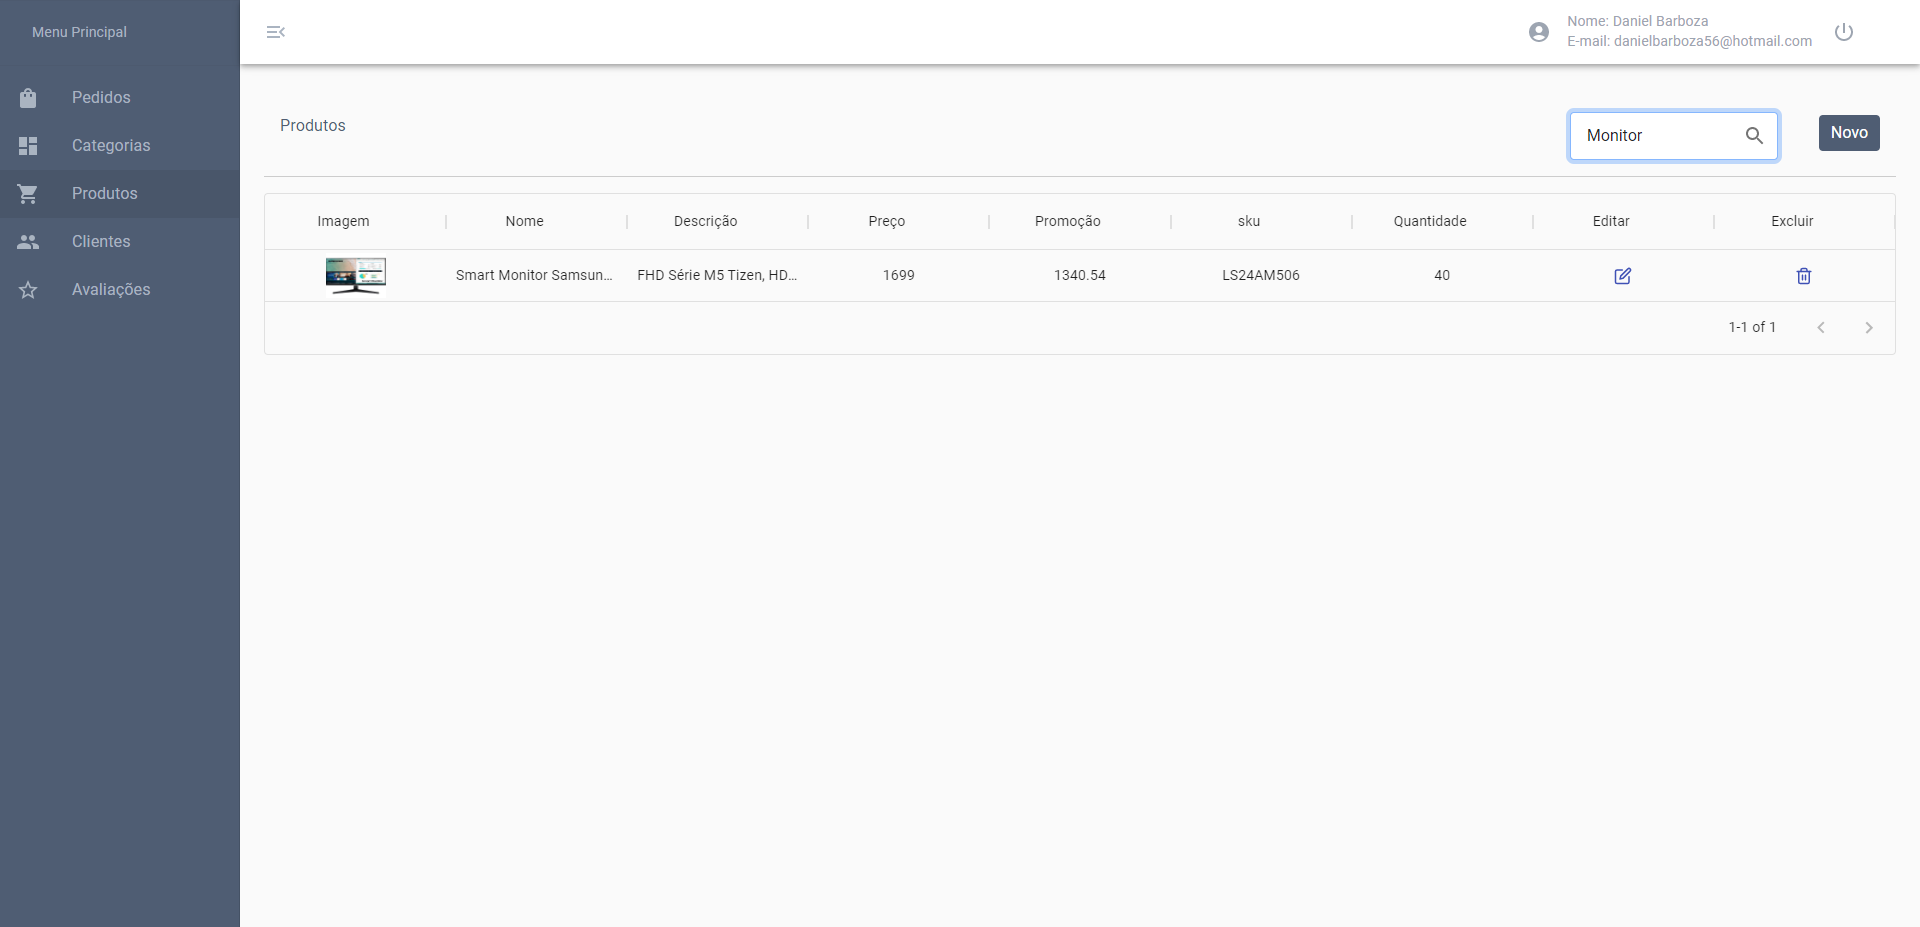 Menu Principal
Nome: Daniel Barboza
E-mail: danielbarboza56@hotmail.com
Pedidos
Categorias
Produtos
Clientes
Avaliações
Produtos
Monitor
Novo
Imagem Nome Descrição Preço Promoção sku Quantidade Editar Excluir
Smart Monitor Samsun... FHD Série M5 Tizen, HD... 1699 1340.54 LS24AM506 40
1-1 of 1